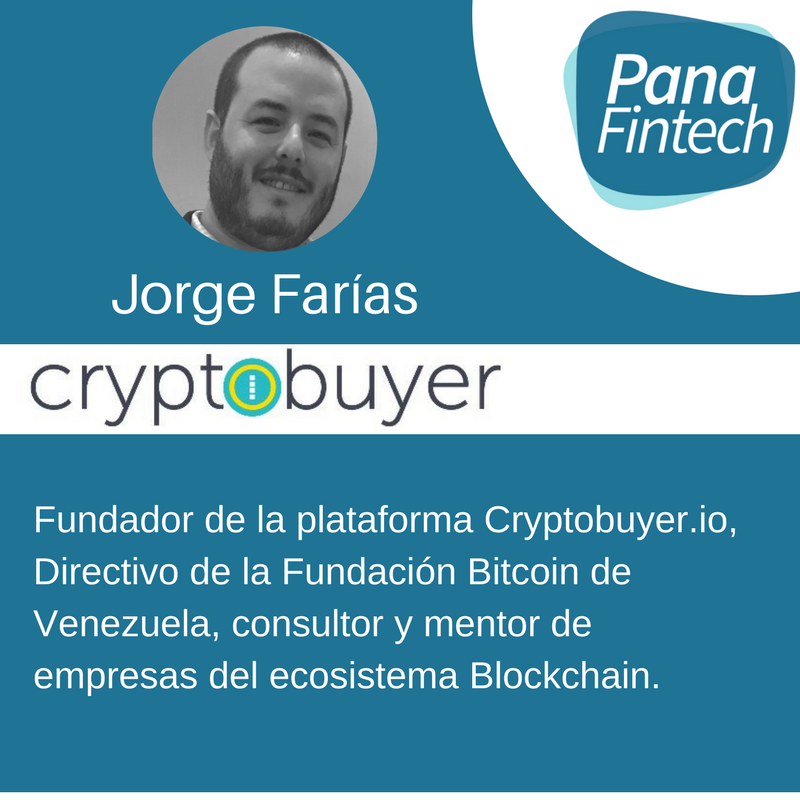 Pana
Fintech
Jorge Farías
cryptobuyer
Fundador de la plataforma Cryptobuyer.io,
Directivo de la Fundación Bitcoin de
Venezuela, consultor y mentor de
empresas del ecosistema Blockchain.